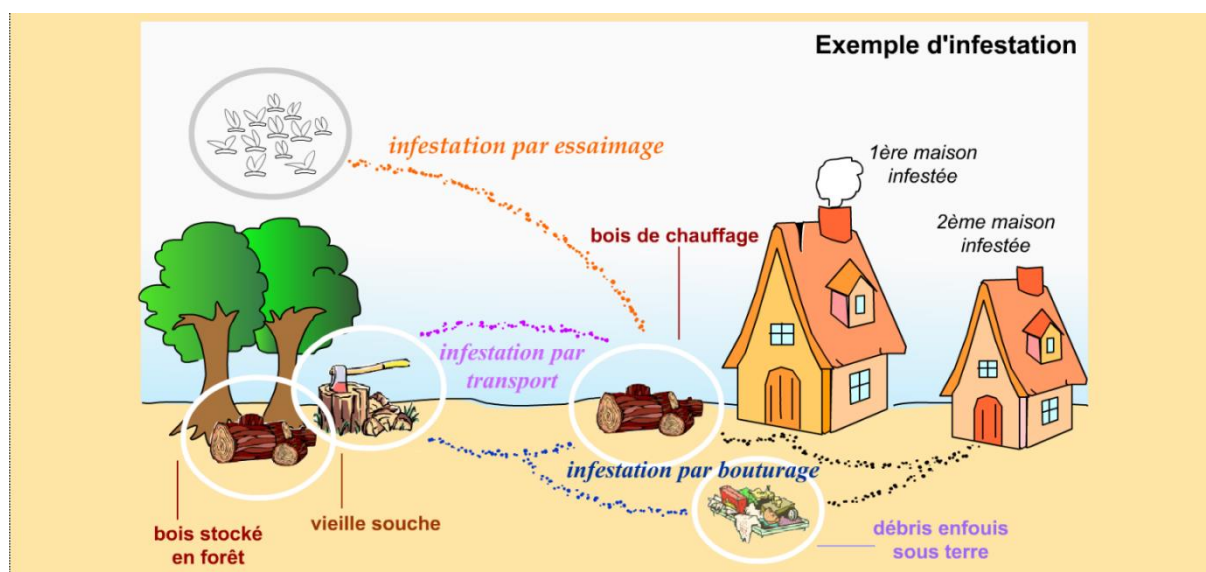 Exemple d'infestation
infestation par essaimage
1ère maison
infestée
2ème maison
infestée
bois de chauffage
infestation par
transport
infestation par bouturage
vieille souche
bois stocké
en forêt
débris enfouis
sous terre